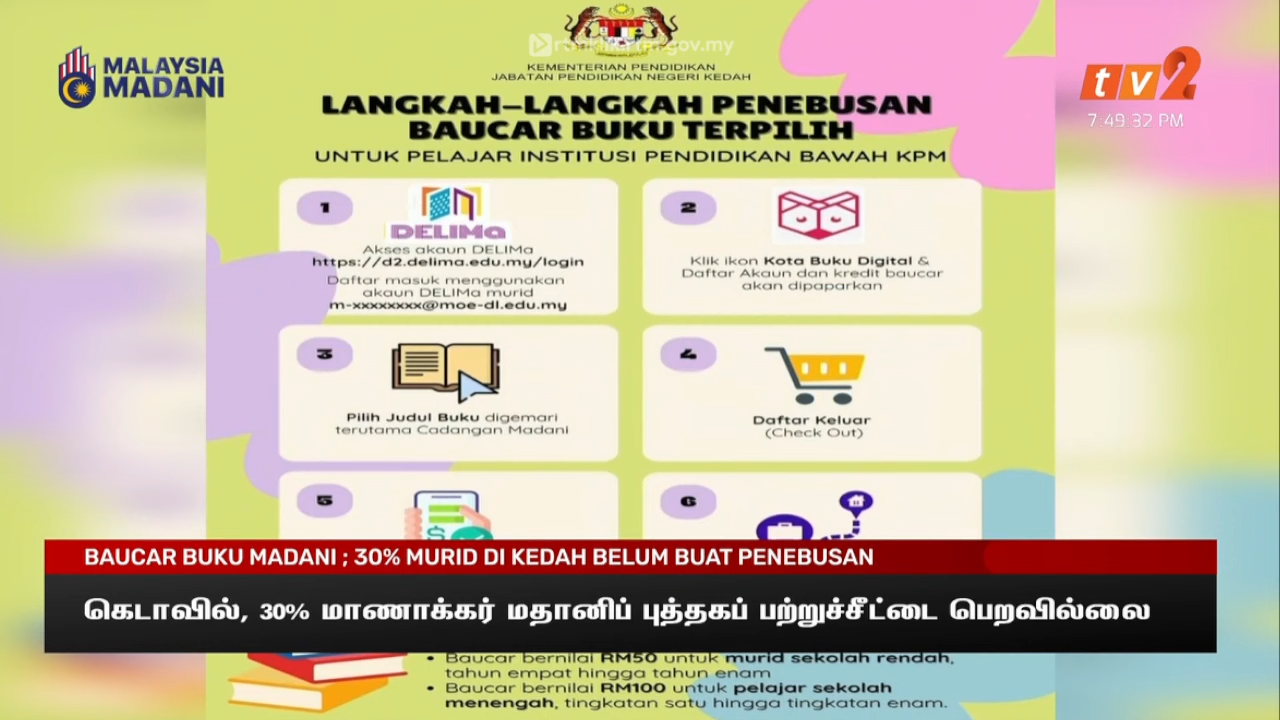 KEMENTERIAN PENDIDIKAN
JABATAN PENDIDIKAN NEGERI KEDAH
MALAYSIA
MADANI
tv2
7:49:32 PM
LANGKAH-LANGKAH PENEBUSAN
BAUCAR BUKU TERPILIH
UNTUK PELAJAR INSTITUSI PENDIDIKAN BAWAH KPM
1
DELIMa
Akses akaun DELIMa
https://d2.delima.edu.my/login
Daftar masuk menggunakan
akaun DELIMa murid
m-xxxxxxxx@moe-dl.edu.my
2
Klik ikon Kota Buku Digital &
Daftar Akaun dan kredit baucar
akan dipaparkan
3
Pilih Judul Buku digemari
terutama Cadangan Madani
4
Daftar Keluar
(Check Out)
5
6
BAUCAR BUKU MADANI ; 30% MURID DI KEDAH BELUM BUAT PENEBUSAN
கெடாவில், 30% மாணாக்கர் மதானிப் புத்தகப் பற்றுச்சீட்டை பெறவில்லை
• Baucar bernilai RM50 untuk murid sekolah rendah,
tahun empat hingga tahun enam
• Baucar bernilai RM100 untuk pelajar sekolah
menengah, tingkatan satu hingga tingkatan enam.